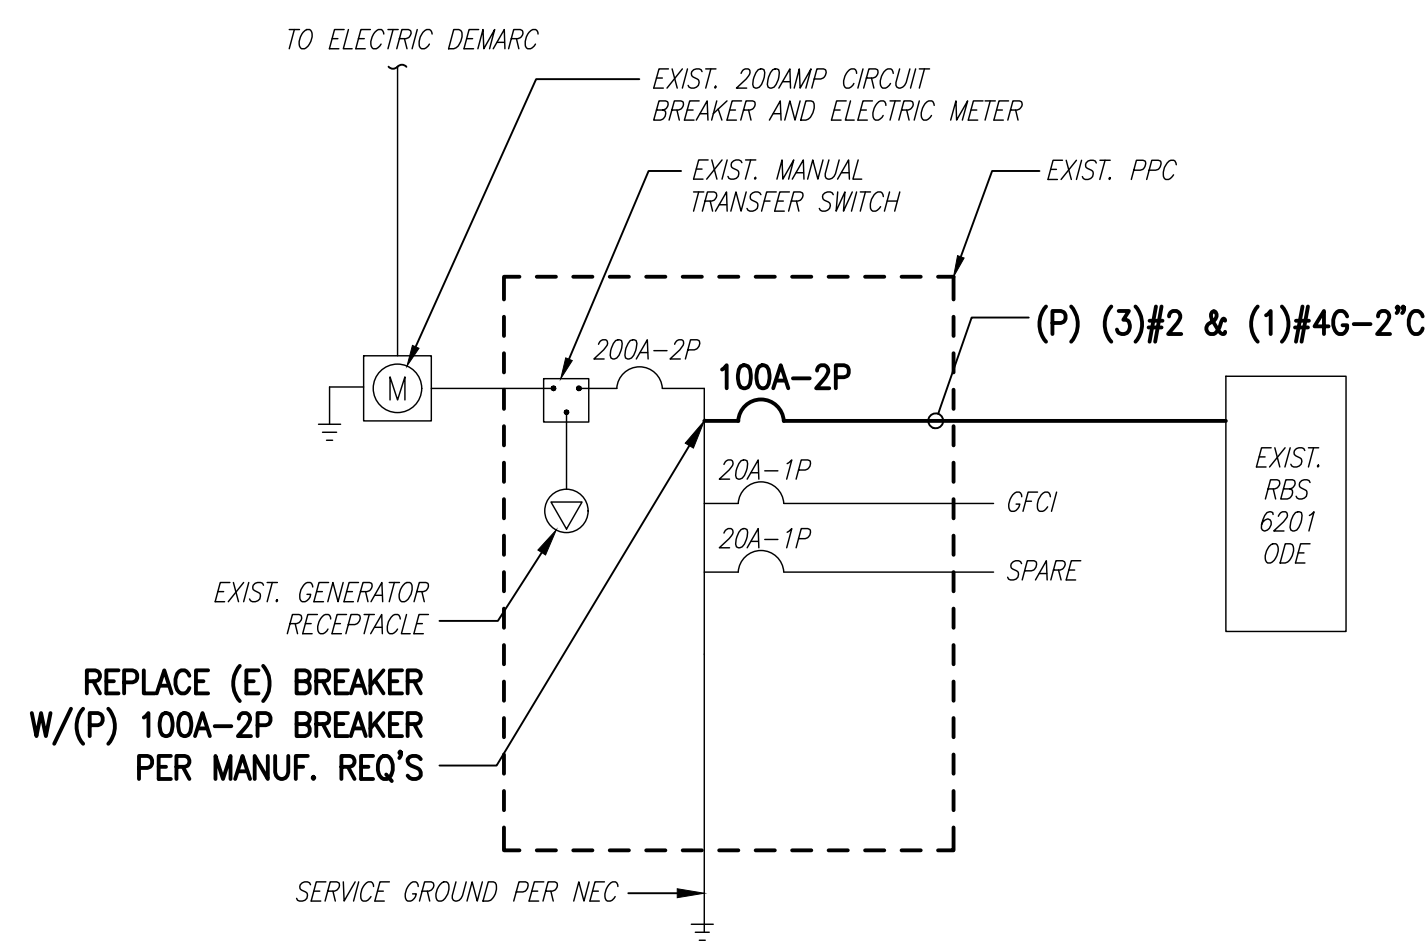 TO ELECTRIC DEMARC
EXIST. 200AMP CIRCUIT
BREAKER AND ELECTRIC METER
EXIST. MANUAL
TRANSFER SWITCH
EXIST. PPC
(P) (3)#2 & (1)#4G-2"C
200A-2P
100A-2P
M
20A-1P
GFCI
20A-1P
SPARE
EXIST.
RBS
6201
ODE
EXIST. GENERATOR
RECEPTACLE
REPLACE (E) BREAKER
W/(P) 100A-2P BREAKER
PER MANUF. REQ'S
SERVICE GROUND PER NEC